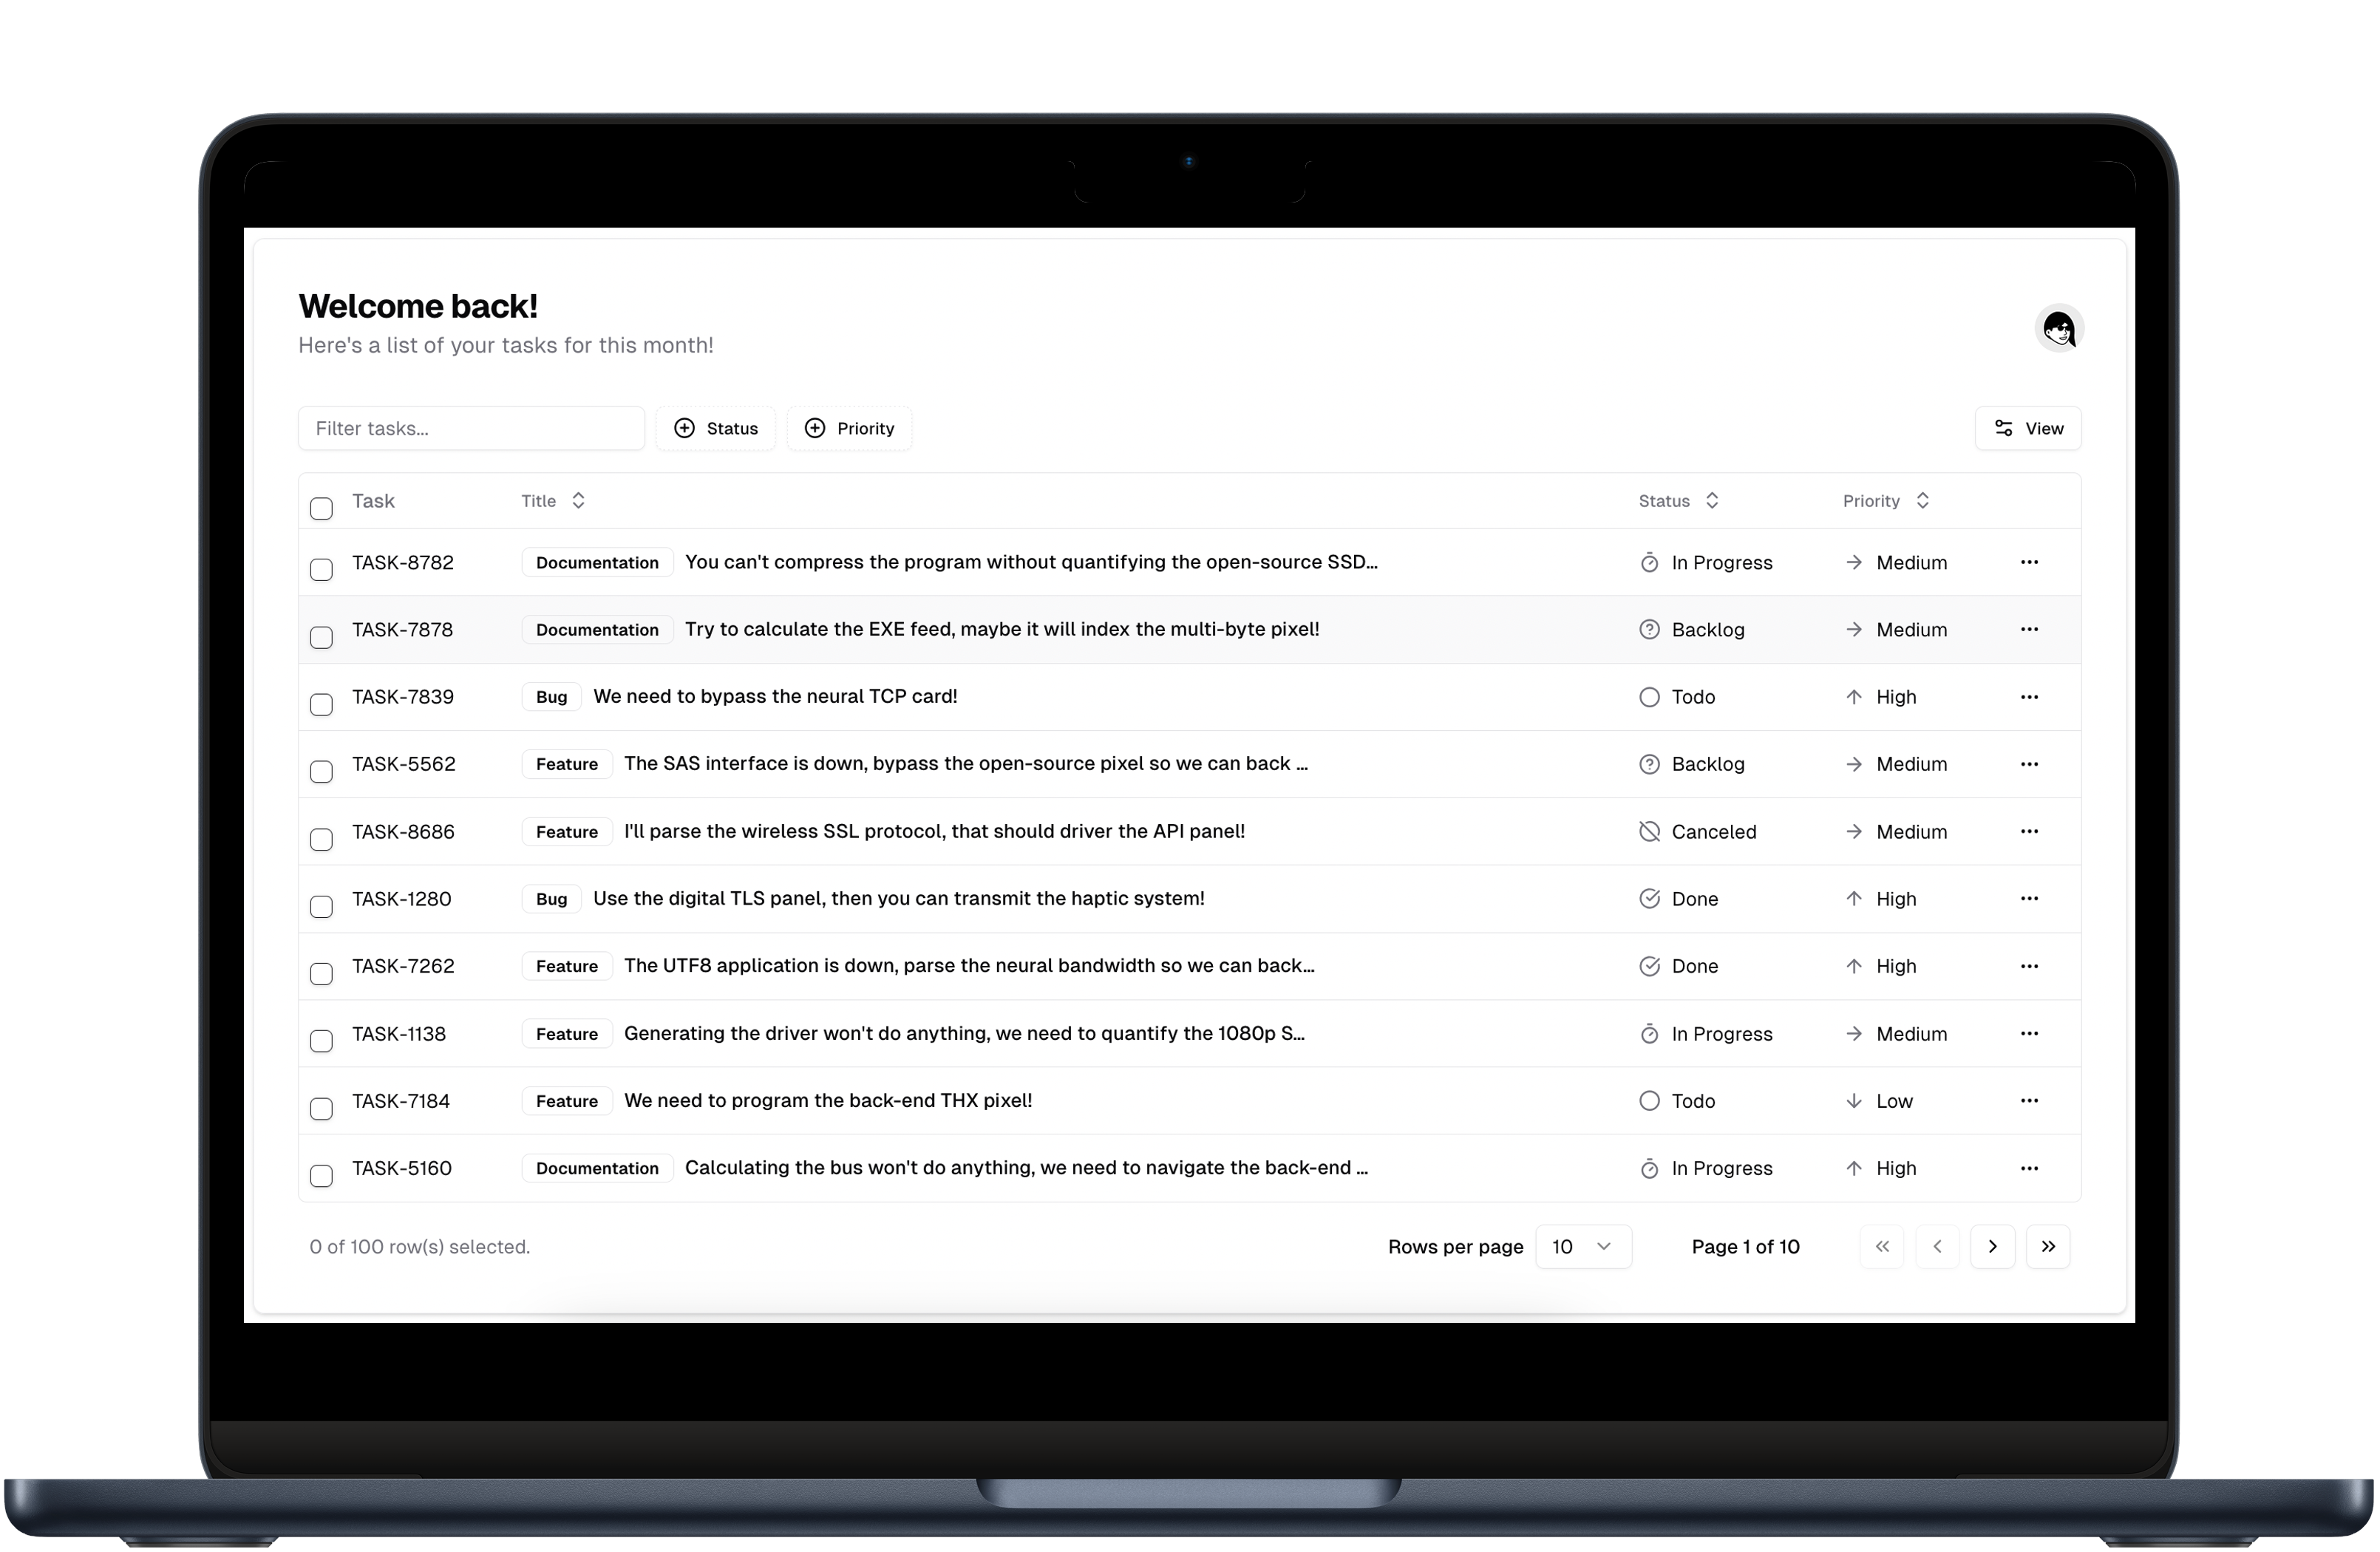 Welcome back!
Here's a list of your tasks for this month!
Filter tasks... Status Priority View
Task Title Status Priority
TASK-8782 Documentation You can't compress the program without quantifying the open-source SSD... In Progress Medium
TASK-7878 Documentation Try to calculate the EXE feed, maybe it will index the multi-byte pixel! Backlog Medium
TASK-7839 Bug We need to bypass the neural TCP card! Todo High
TASK-5562 Feature The SAS interface is down, bypass the open-source pixel so we can back ... Backlog Medium
TASK-8686 Feature I'll parse the wireless SSL protocol, that should driver the API panel! Canceled Medium
TASK-1280 Bug Use the digital TLS panel, then you can transmit the haptic system! Done High
TASK-7262 Feature The UTF8 application is down, parse the neural bandwidth so we can back... Done High
TASK-1138 Feature Generating the driver won't do anything, we need to quantify the 1080p S... In Progress Medium
TASK-7184 Feature We need to program the back-end THX pixel! Todo Low
TASK-5160 Documentation Calculating the bus won't do anything, we need to navigate the back-end ... In Progress High
0 of 100 row(s) selected. Rows per page 10 Page 1 of 10